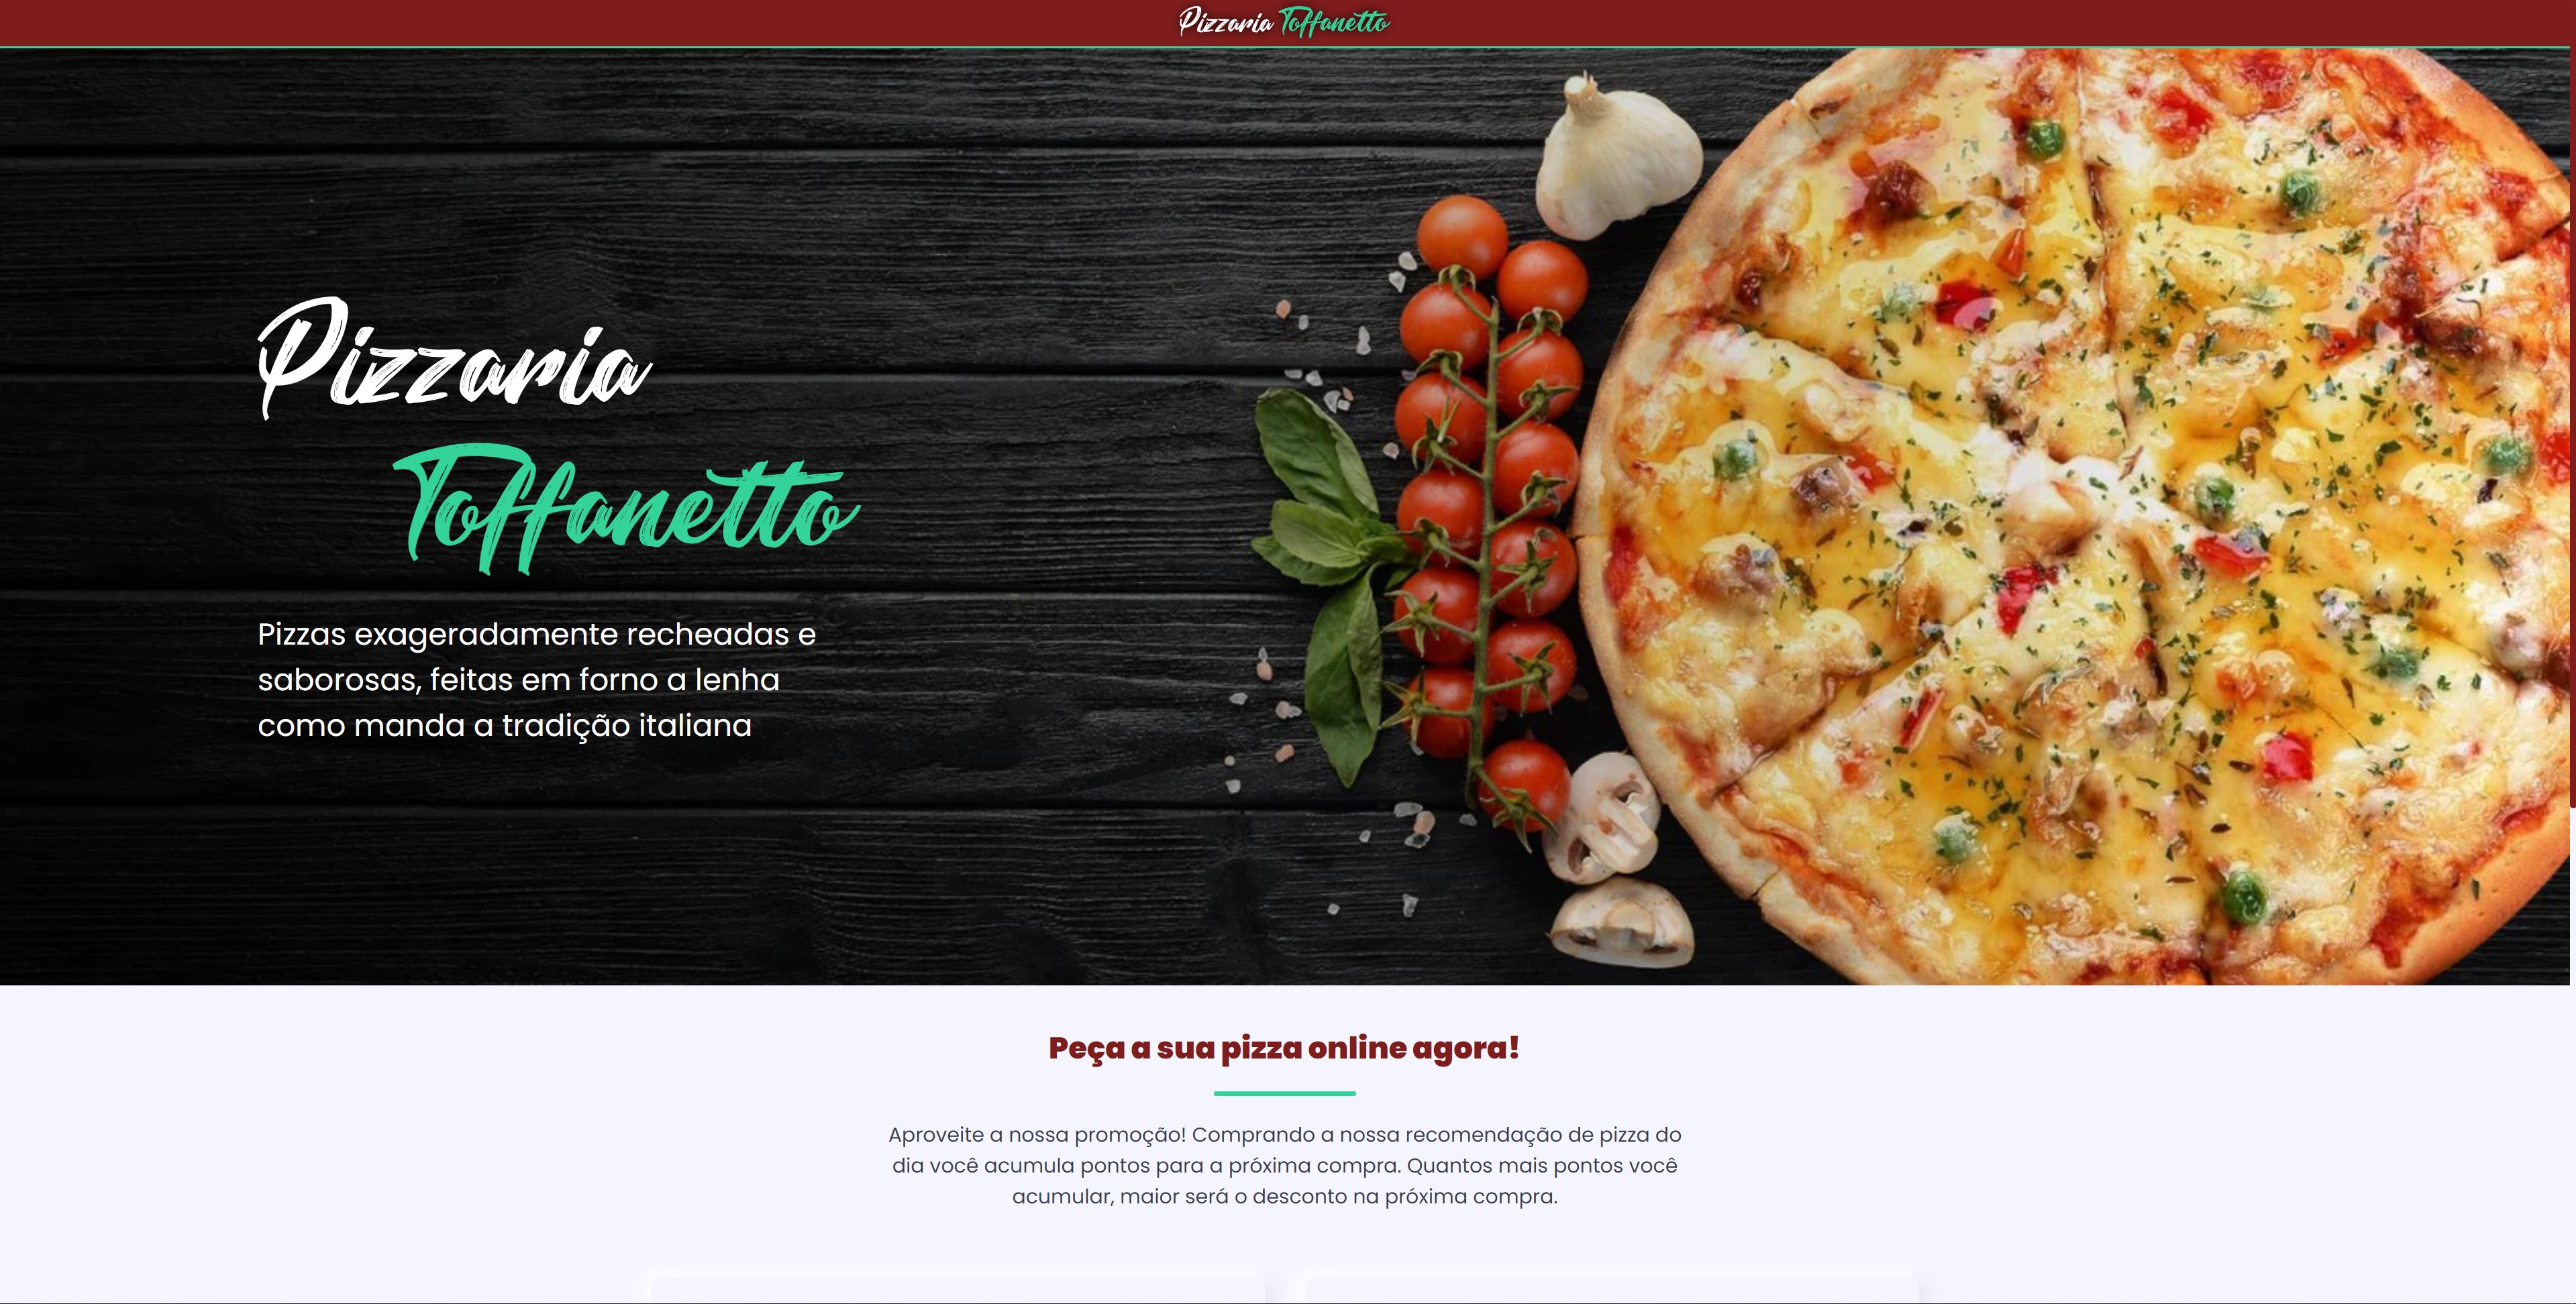 Pizzaria Toffanetto
Pizzaria
Toffanetto
Pizzas exageradamente recheadas e
saborosas, feitas em forno a lenha
como manda a tradição italiana
Peça a sua pizza online agora!
Aproveite a nossa promoção! Comprando a nossa recomendação de pizza do
dia você acumula pontos para a próxima compra. Quantos mais pontos você
acumular, maior será o desconto na próxima compra.